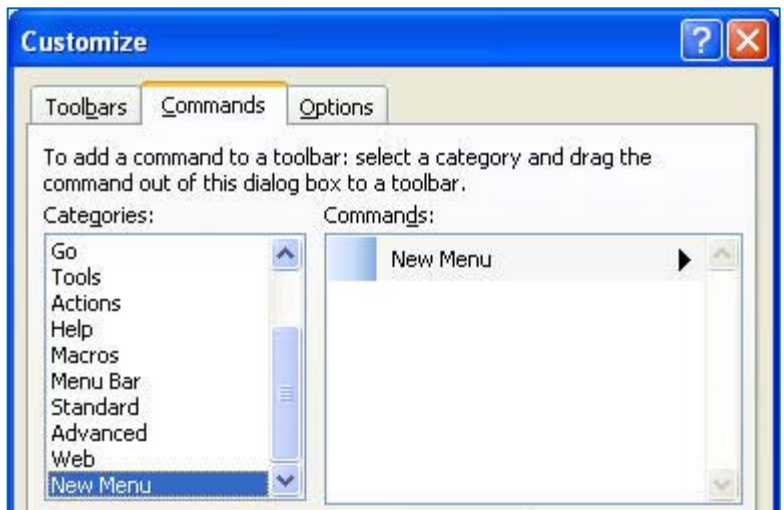 Customize
Toolbars Commands Options
To add a command to a toolbar: select a category and drag the
command out of this dialog box to a toolbar.
Categories: Commands:
Go
Tools
Actions
Help
Macros
Menu Bar
Standard
Advanced
Web
New Menu
New Menu